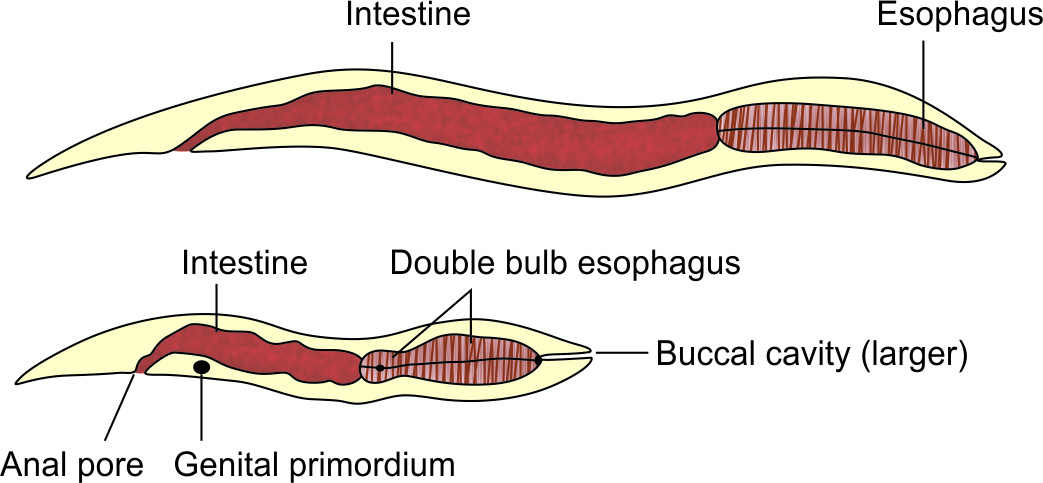 Intestine
Esophagus
Intestine
Double bulb esophagus
Buccal cavity (larger)
Anal pore
Genital primordium